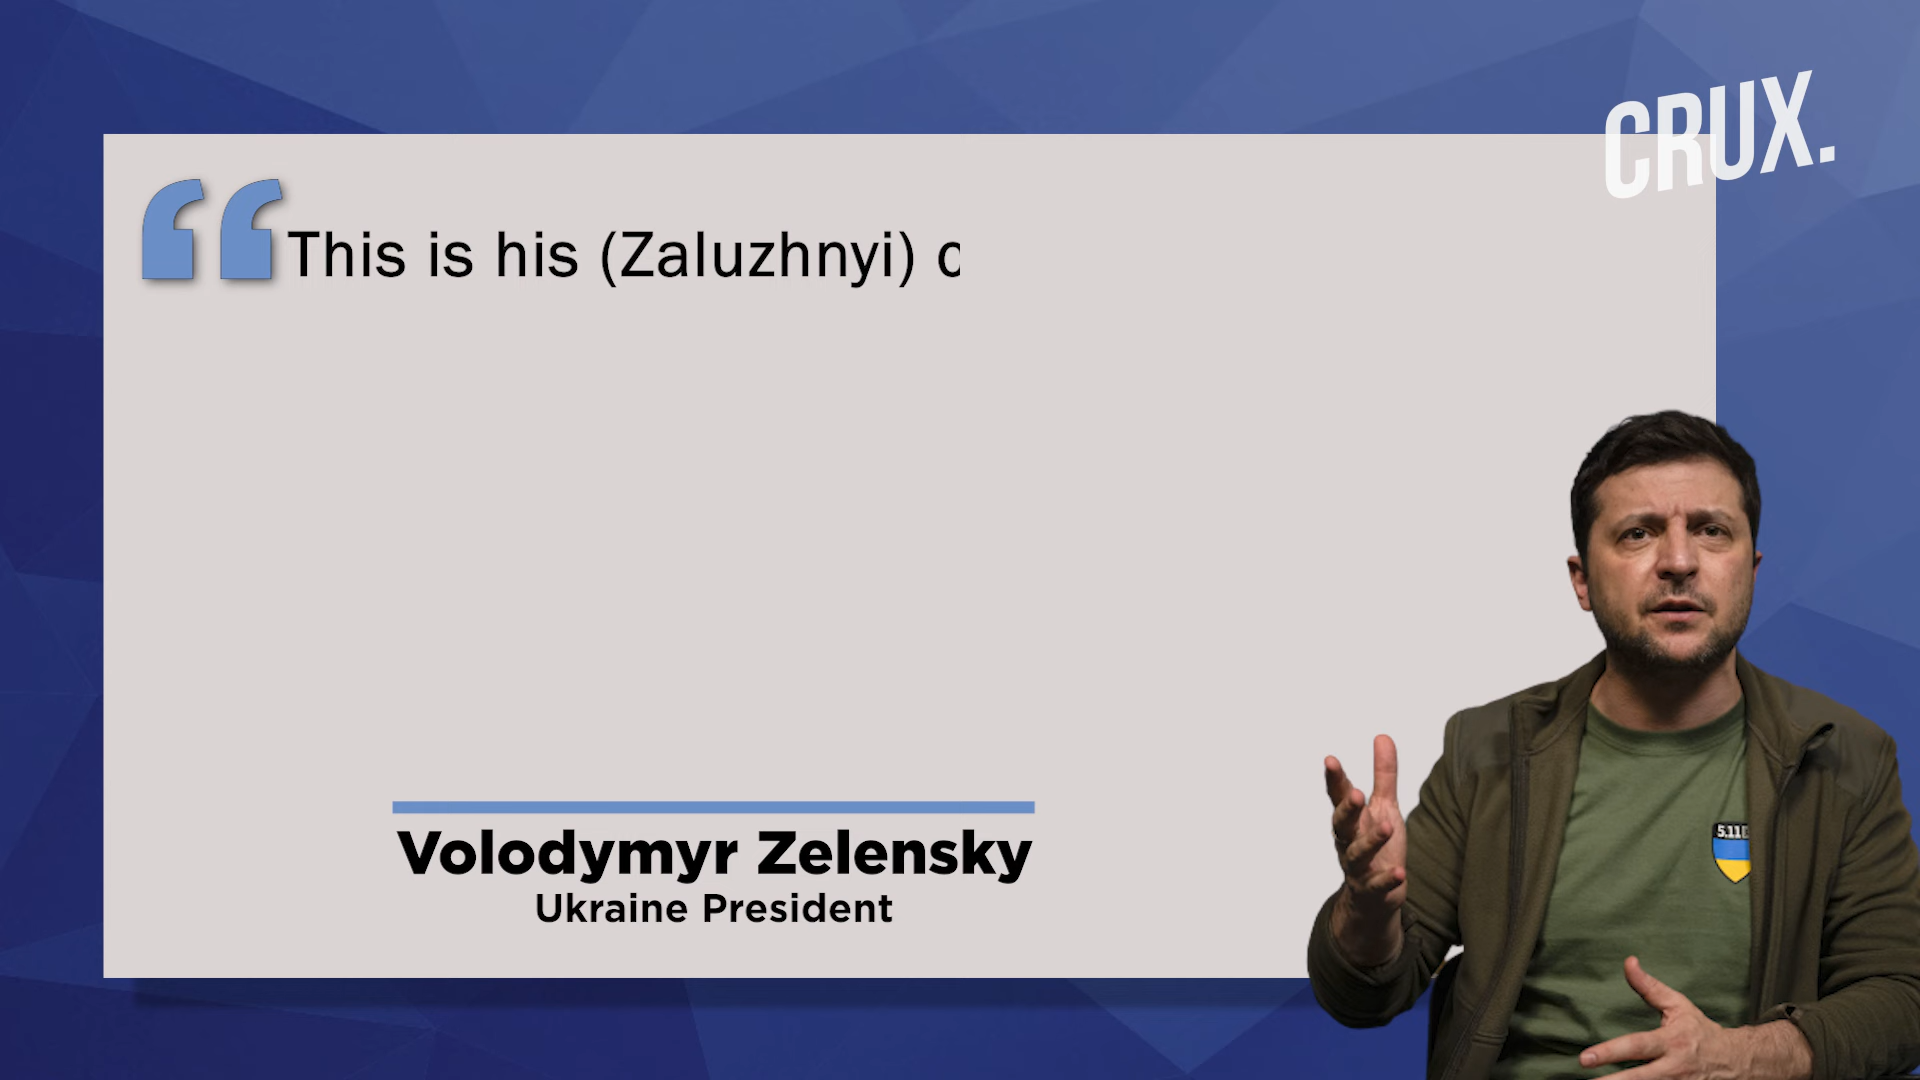 CRUX.
“This is his (Zaluzhnyi)
Volodymyr Zelensky
Ukraine President